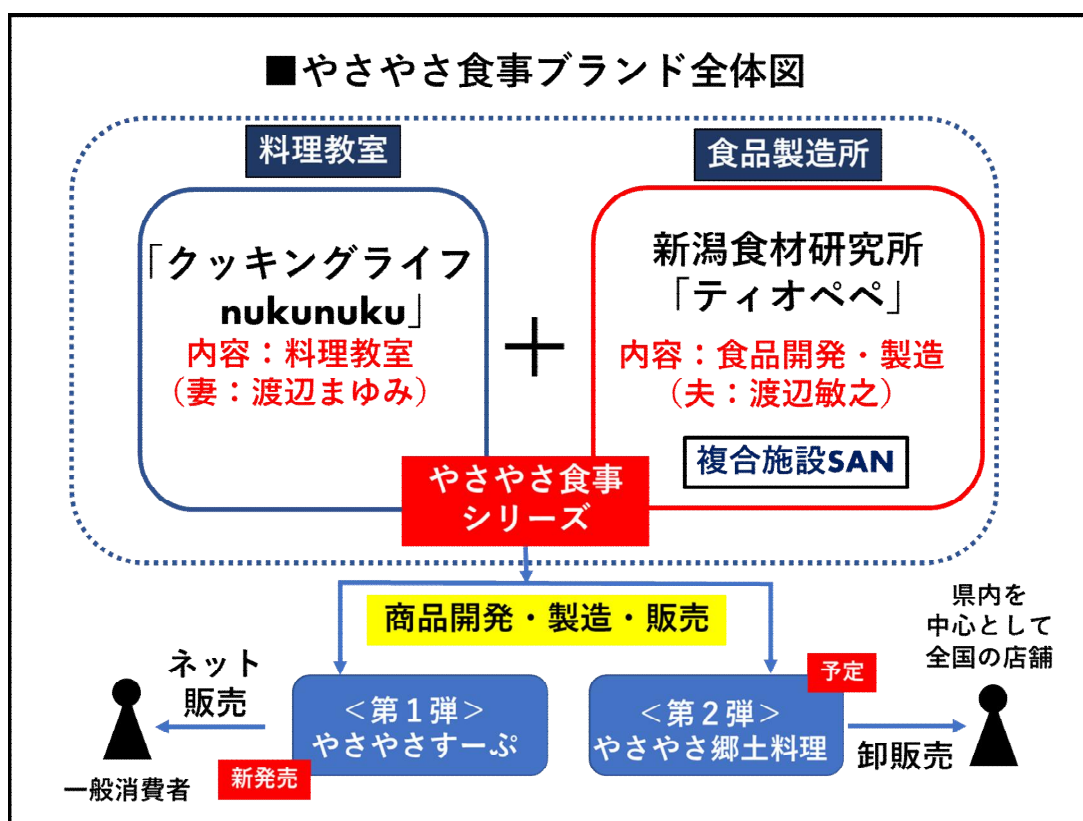 ■やさやさ食事ブランド全体図
料理教室
食品製造所
「クッキングライフ
nukunuku」
内容：料理教室
（妻：渡辺まゆみ）
＋
新潟食材研究所
「ティオペペ」
内容：食品開発・製造
（夫：渡辺敏之）
複合施設SAN
やさやさ食事
シリーズ
商品開発・製造・販売
ネット
販売
一般消費者
＜第１弾＞
やさやさすーぷ
新発売
＜第２弾＞
やさやさ郷土料理
予定
卸販売
県内を
中心として
全国の店舗